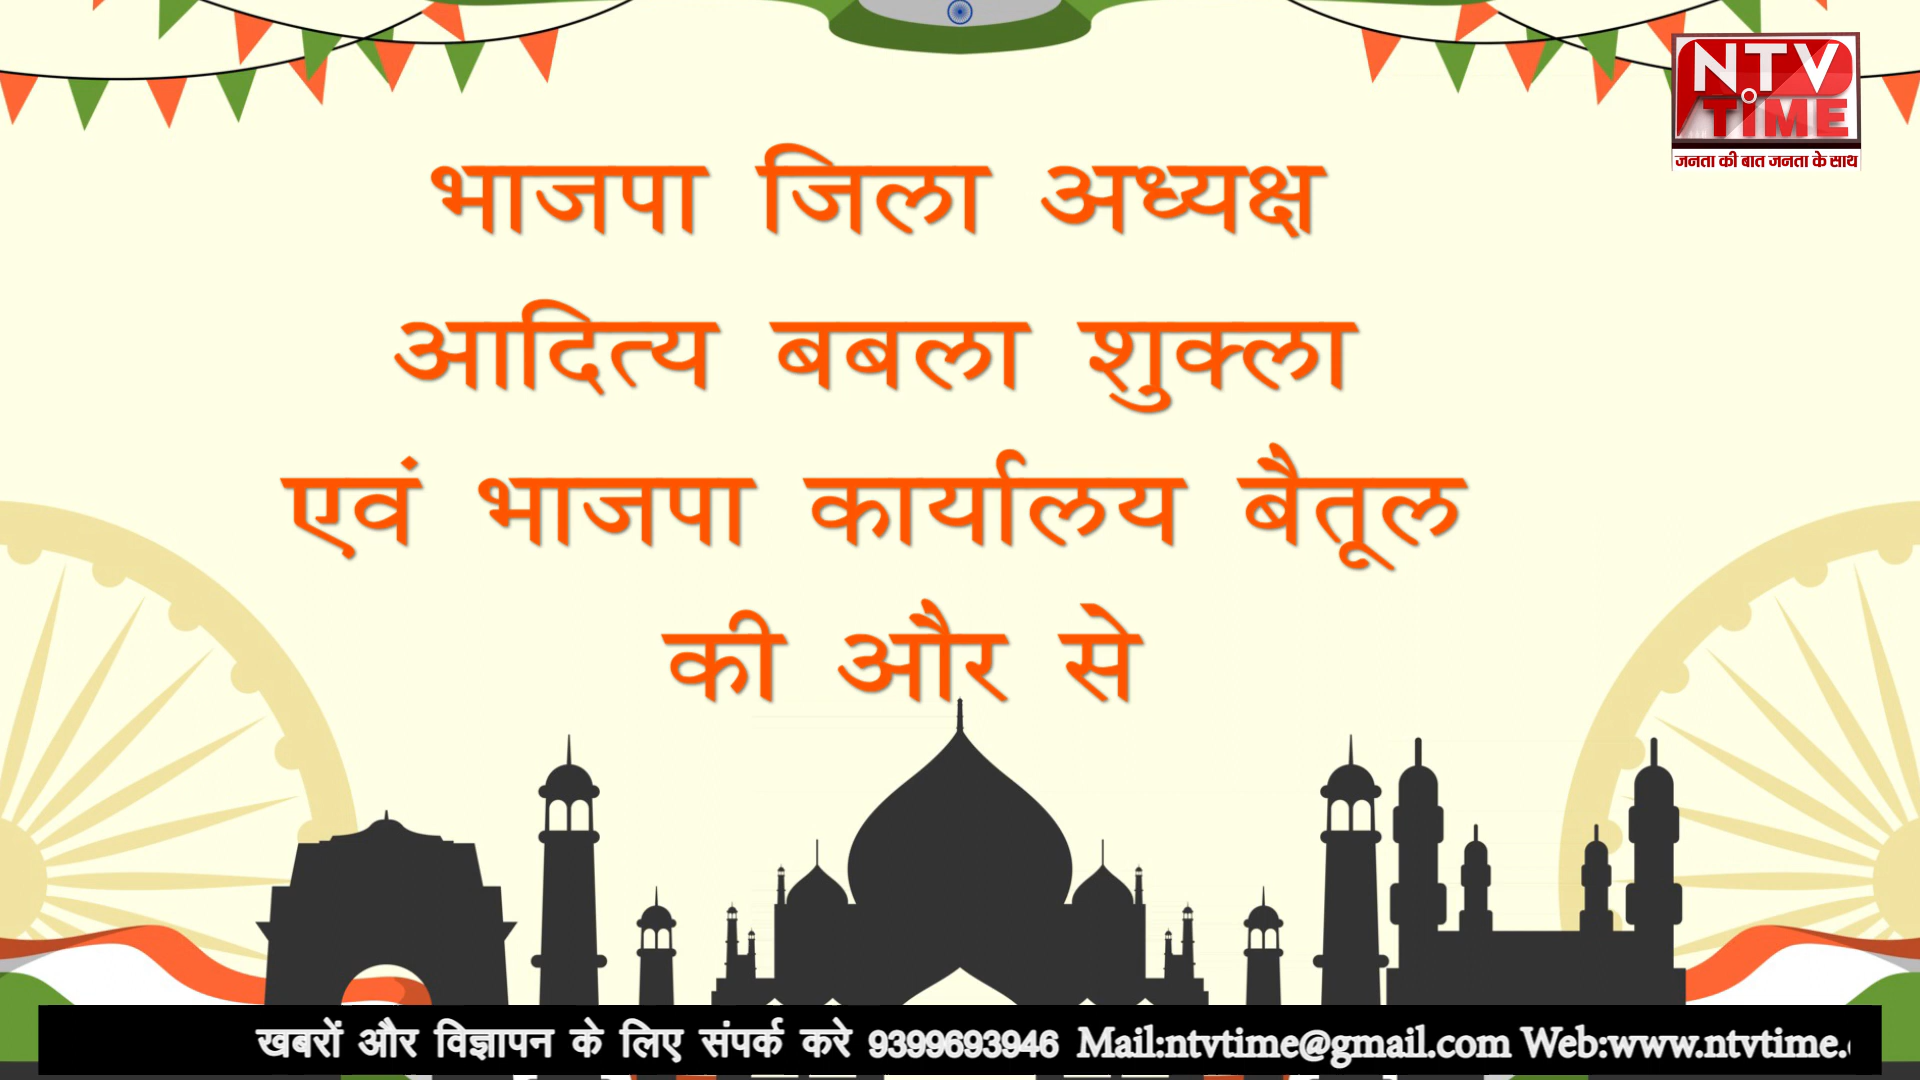 NTV
TIME
जनता की बात जनता के साथ
भाजपा जिला अध्यक्ष
आदित्य बबला शुक्ला
एवं भाजपा कार्यालय बैतूल
की और से
खबरों और विज्ञापन के लिए संपर्क करे 9399693946 Mail:ntvtime@gmail.com Web:www.ntvtime.